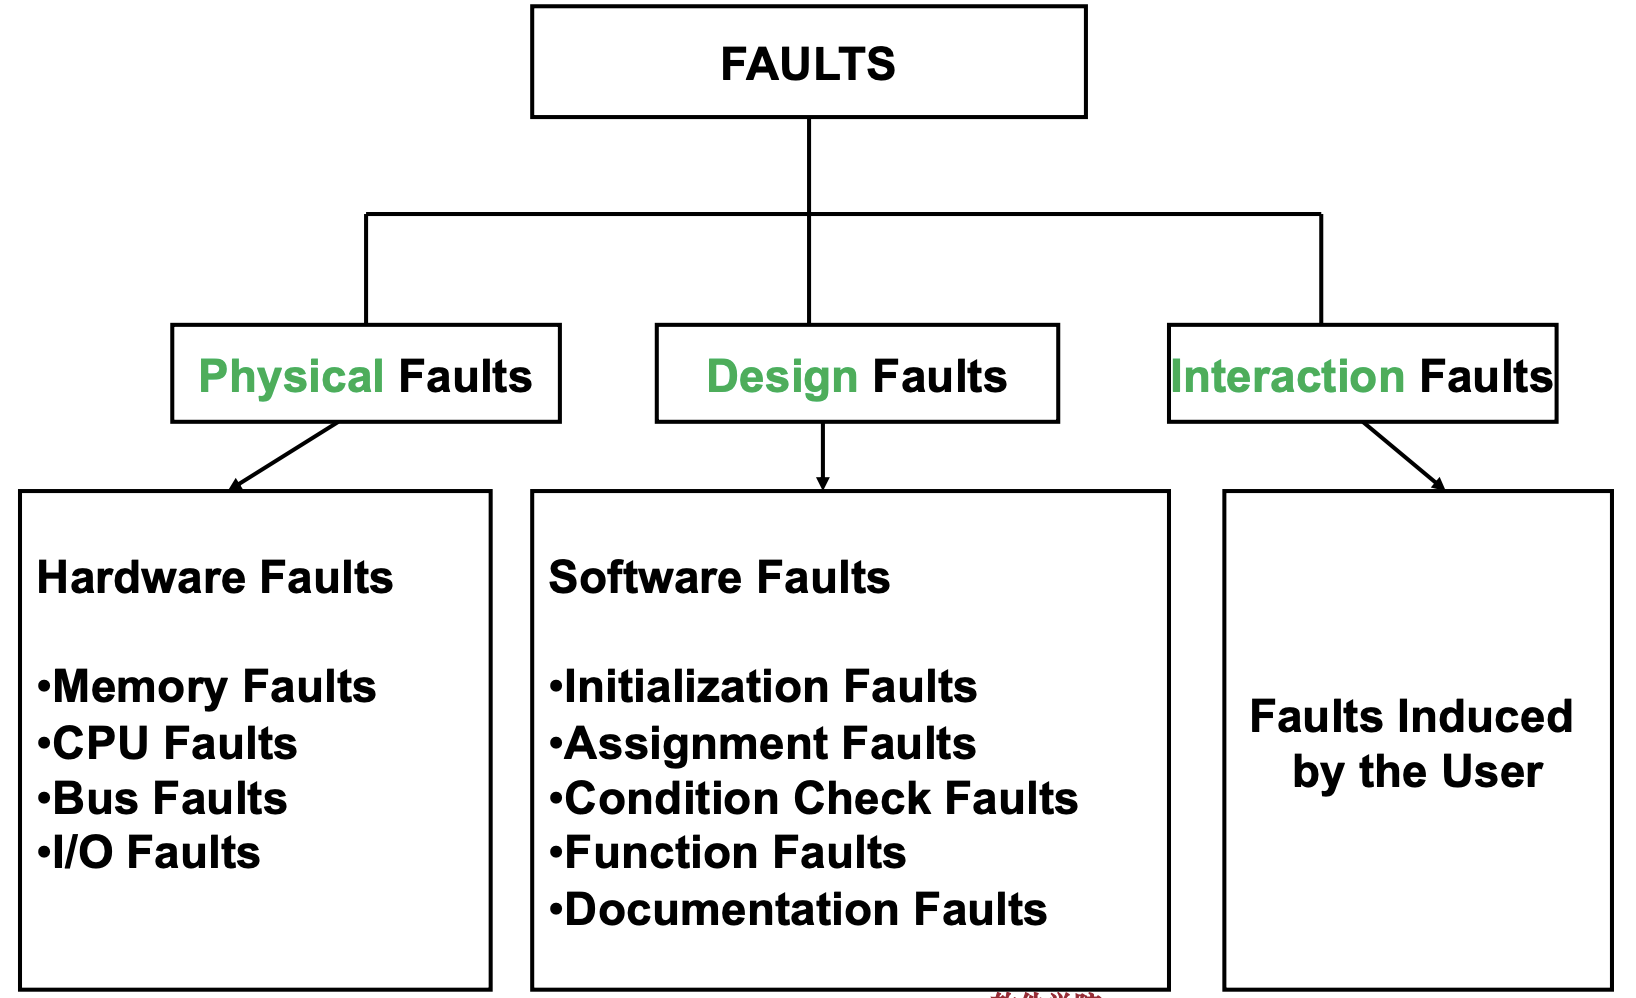 FAULTS
Physical Faults
Design Faults
Interaction Faults
Hardware Faults
•Memory Faults
•CPU Faults
•Bus Faults
•I/O Faults
Software Faults
•Initialization Faults
•Assignment Faults
•Condition Check Faults
•Function Faults
•Documentation Faults
Faults Induced
by the User